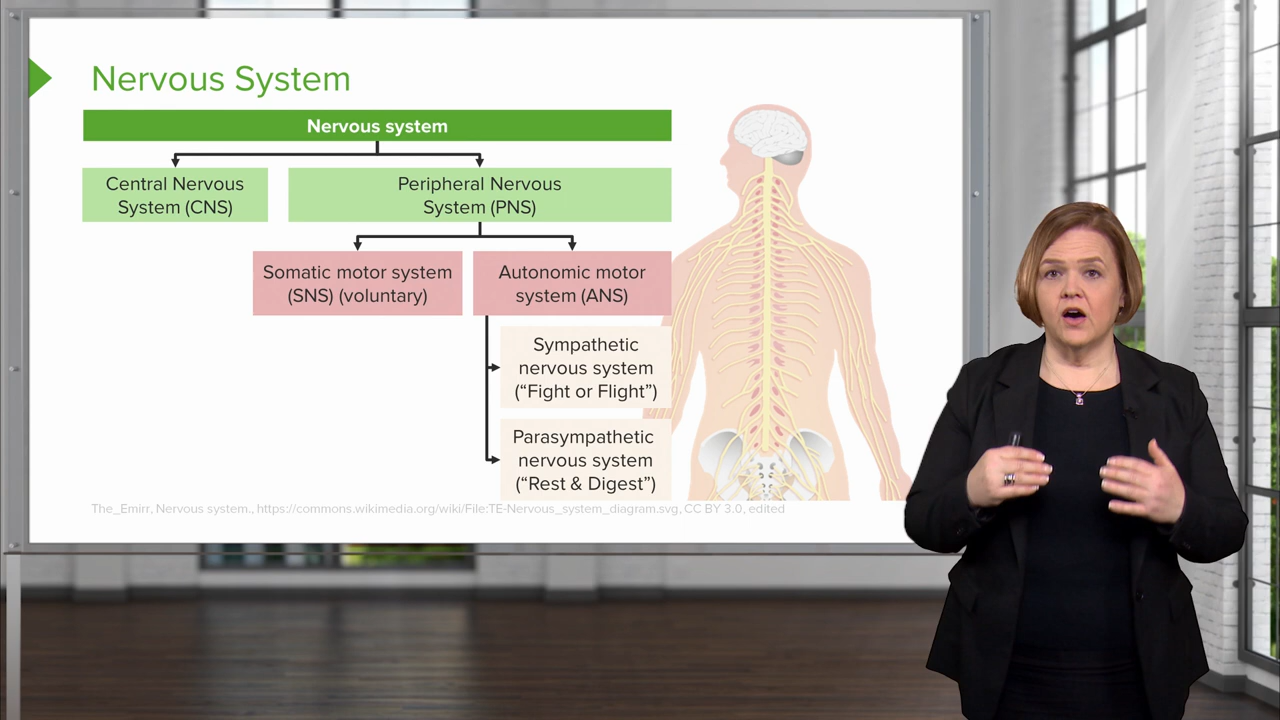 Nervous System
Nervous system
Central Nervous
System (CNS)
Peripheral Nervous
System (PNS)
Somatic motor system
(SNS) (voluntary)
Autonomic motor
system (ANS)
Sympathetic
nervous system
(“Fight or Flight”)
Parasympathetic
nervous system
(“Rest & Digest”)
The_Emirr, Nervous system., https://commons.wikimedia.org/wiki/File:TE-Nervous_system_diagram.svg, CC BY 3.0, edited